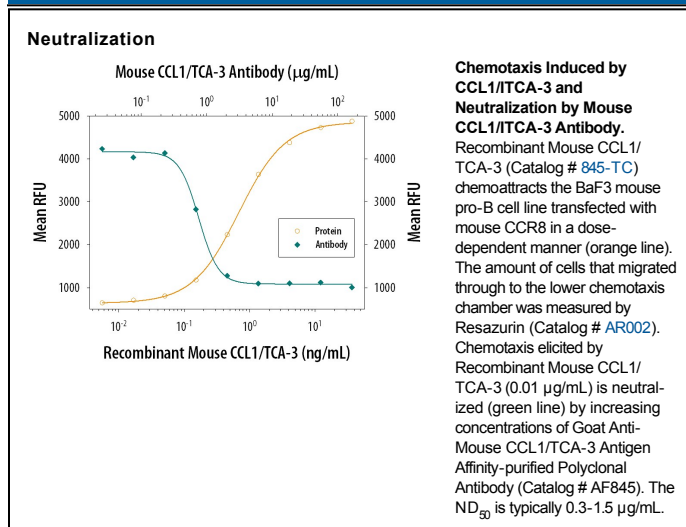 Neutralization
Mouse CCL1/TCA-3 Antibody (µg/mL)
10⁻¹ 10⁰ 10¹ 10²
5000 5000
4000 4000
3000 3000
2000 2000
1000 1000
Mean RFU
Mean RFU
Protein
Antibody
10⁻² 10⁻¹ 10⁰ 10¹
Recombinant Mouse CCL1/TCA-3 (ng/mL)
Chemotaxis Induced by
CCL1/ITCA-3 and
Neutralization by Mouse
CCL1/ITCA-3 Antibody.
Recombinant Mouse CCL1/
TCA-3 (Catalog # 845-TC)
chemoattracts the BaF3 mouse
pro-B cell line transfected with
mouse CCR8 in a dose-
dependent manner (orange line).
The amount of cells that migrated
through to the lower chemotaxis
chamber was measured by
Resazurin (Catalog # AR002).
Chemotaxis elicited by
Recombinant Mouse CCL1/
TCA-3 (0.01 µg/mL) is neutral-
ized (green line) by increasing
concentrations of Goat Anti-
Mouse CCL1/TCA-3 Antigen
Affinity-purified Polyclonal
Antibody (Catalog # AF845). The
ND₅₀ is typically 0.3-1.5 µg/mL.